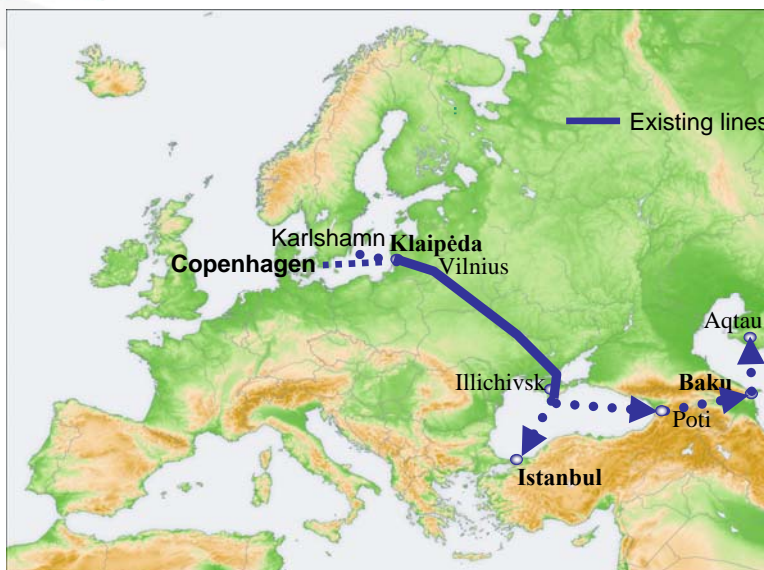 Existing lines
Karlshamn
Klaipėda
Copenhagen
Vilnius
Aqtau
Illichivsk
Baku
Poti
Istanbul